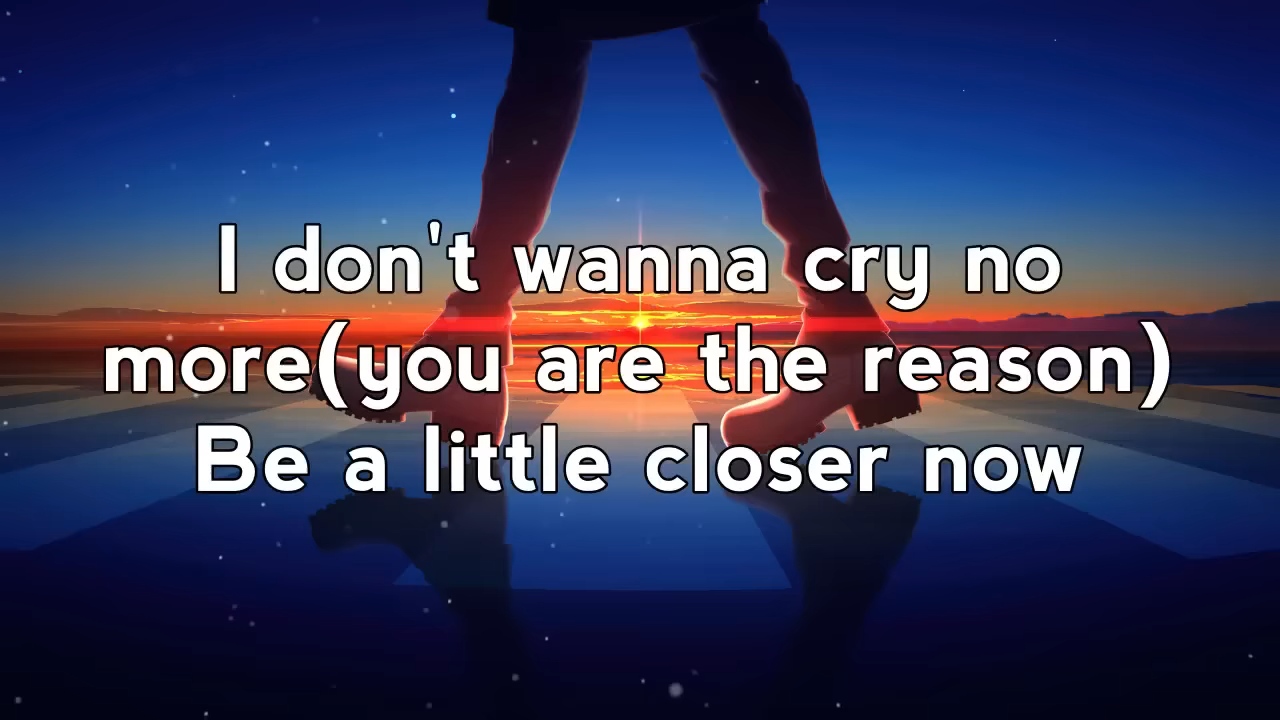 I don't wanna cry no
more(you are the reason)
Be a little closer now